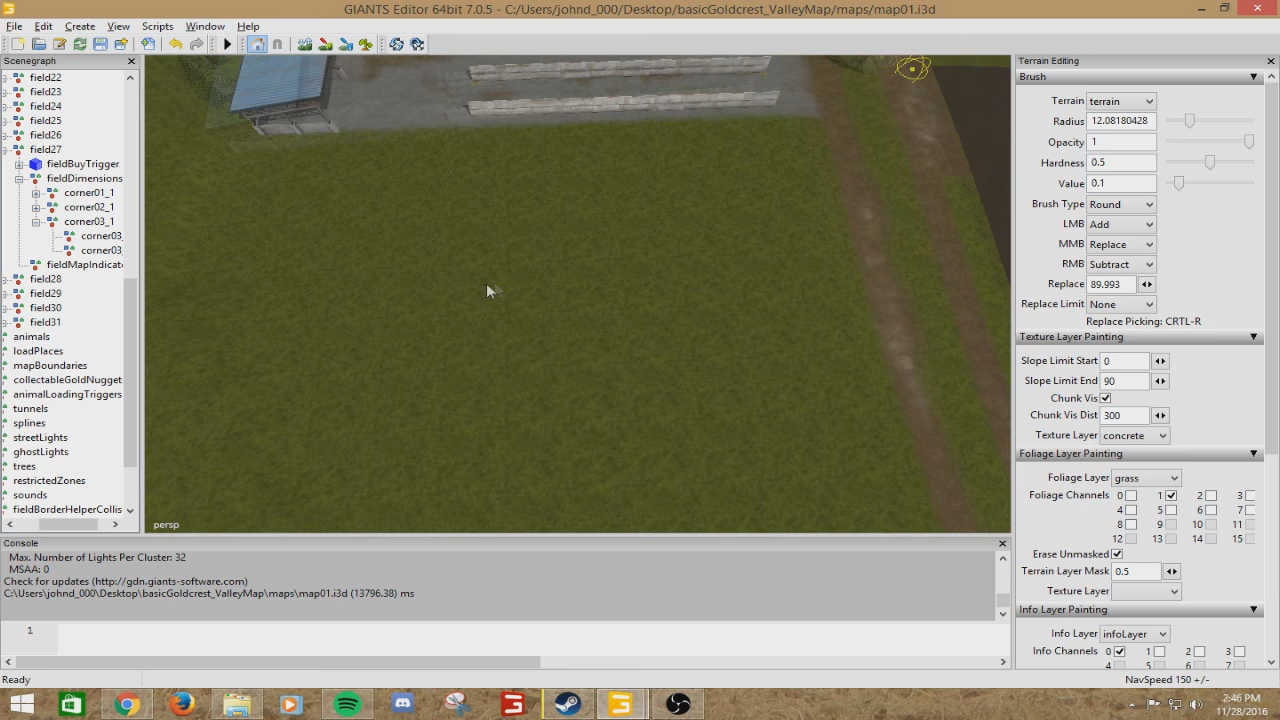 GIANTS Editor 64bit 7.0.5 - C:/Users/johnd_000/Desktop/basicGoldcrest_ValleyMap/maps/map01.i3d
File Edit Create View Scripts Window Help
Scenegraph
field22
field23
field24
field25
field26
field27
fieldBuyTrigger
fieldDimensions
corner01_1
corner02_1
corner03_1
corner03_
corner03_
fieldMapIndicat
field28
field29
field30
field31
animals
loadPlaces
mapBoundaries
collectableGoldNugget
animalLoadingTriggers
tunnels
splines
streetLights
ghostLights
trees
restrictedZones
sounds
fieldBorderHelperCollis
persp
Terrain Editing
Brush
Terrain terrain
Radius 12.08180428
Opacity 1
Hardness 0.5
Value 0.1
Brush Type Round
LMB Add
MMB Replace
RMB Subtract
Replace 89.993
Replace Limit None
Replace Picking: CRTL-R
Texture Layer Painting
Slope Limit Start 0
Slope Limit End 90
Chunk Vis
Chunk Vis Dist 300
Texture Layer concrete
Foliage Layer Painting
Foliage Layer grass
Foliage Channels 0 1 2 3
4 5 6 7
8 9 10 11
12 13 14 15
Erase Unmasked
Terrain Layer Mask 0.5
Texture Layer
Info Layer Painting
Info Layer infoLayer
Info Channels 0 1 2 3
4 5 6 7
Console
Max. Number of Lights Per Cluster: 32
MSAA: 0
Check for updates (http://gdn.giants-software.com)
C:\Users\johnd_000\Desktop\basicGoldcrest_ValleyMap\maps\map01.i3d (13796.38) ms
1
Ready
NavSpeed 150 +/-
2:46 PM
11/28/2016